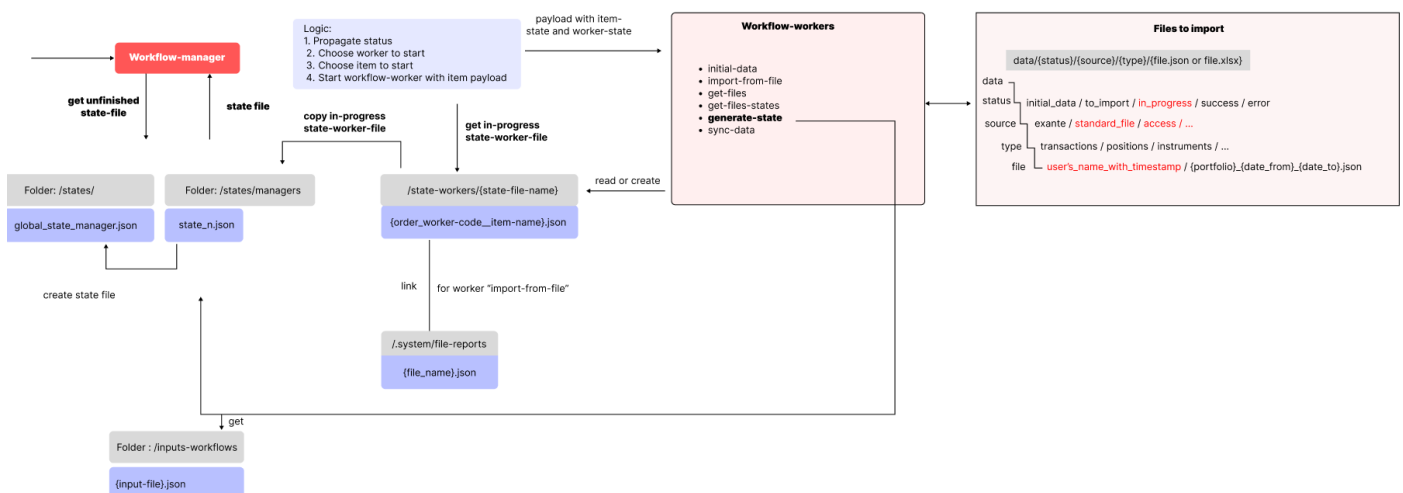 Workflow-manager
get unfinished
state-file
state file
Logic:
1. Propagate status
2. Choose worker to start
3. Choose item to start
4. Start workflow-worker with item payload
payload with item-
state and worker-state
Workflow-workers
• initial-data
• import-from-file
• get-files
• get-files-states
• generate-state
• sync-data
Files to import
data/{status}/{source}/{type}/{file.json or file.xlsx}
data
status
initial_data / to_import / in_progress / success / error
source
exante / standard_file / access / ...
type
transactions / positions / instruments / ...
file
user's_name_with_timestamp / {portfolio}_{date_from}_{date_to}.json
copy in-progress
state-worker-file
get in-progress
state-worker-file
read or create
Folder: /states/
global_state_manager.json
Folder: /states/managers
state_n.json
/state-workers/{state-file-name}
{order_worker-code__item-name}.json
create state file
link
for worker “import-from-file”
/.system/file-reports
{file_name}.json
get
Folder : /inputs-workflows
{input-file}.json